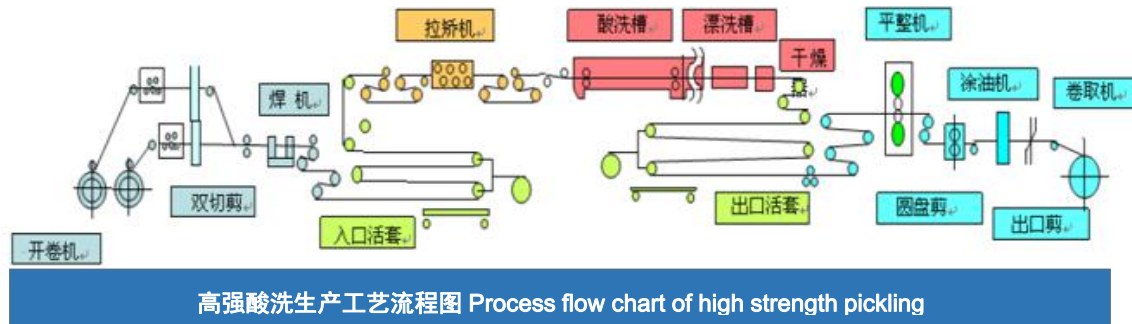 拉矫机
酸洗槽
漂洗槽
平整机
干燥
焊 机
涂油机
卷取机
双切剪
入口活套
出口活套
圆盘剪
出口剪
开卷机
高强酸洗生产工艺流程图 Process flow chart of high strength pickling